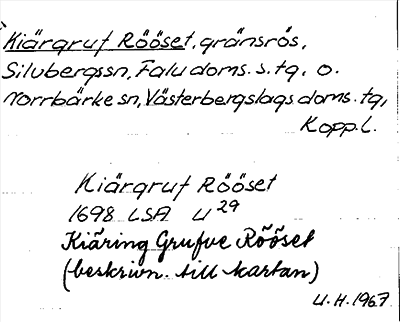 Kiärgruf Rööset, gränsrös,
Silvbergssn, Falu doms. s. tg, o.
Norrbärke sn, Västerbergslags doms. tg,
Kopp.l.
Kiärgruf Rööset
1698 LSA U 29
Kiäring Grufve Rööset
(beskrivn. till kartan)
U.H. 1967